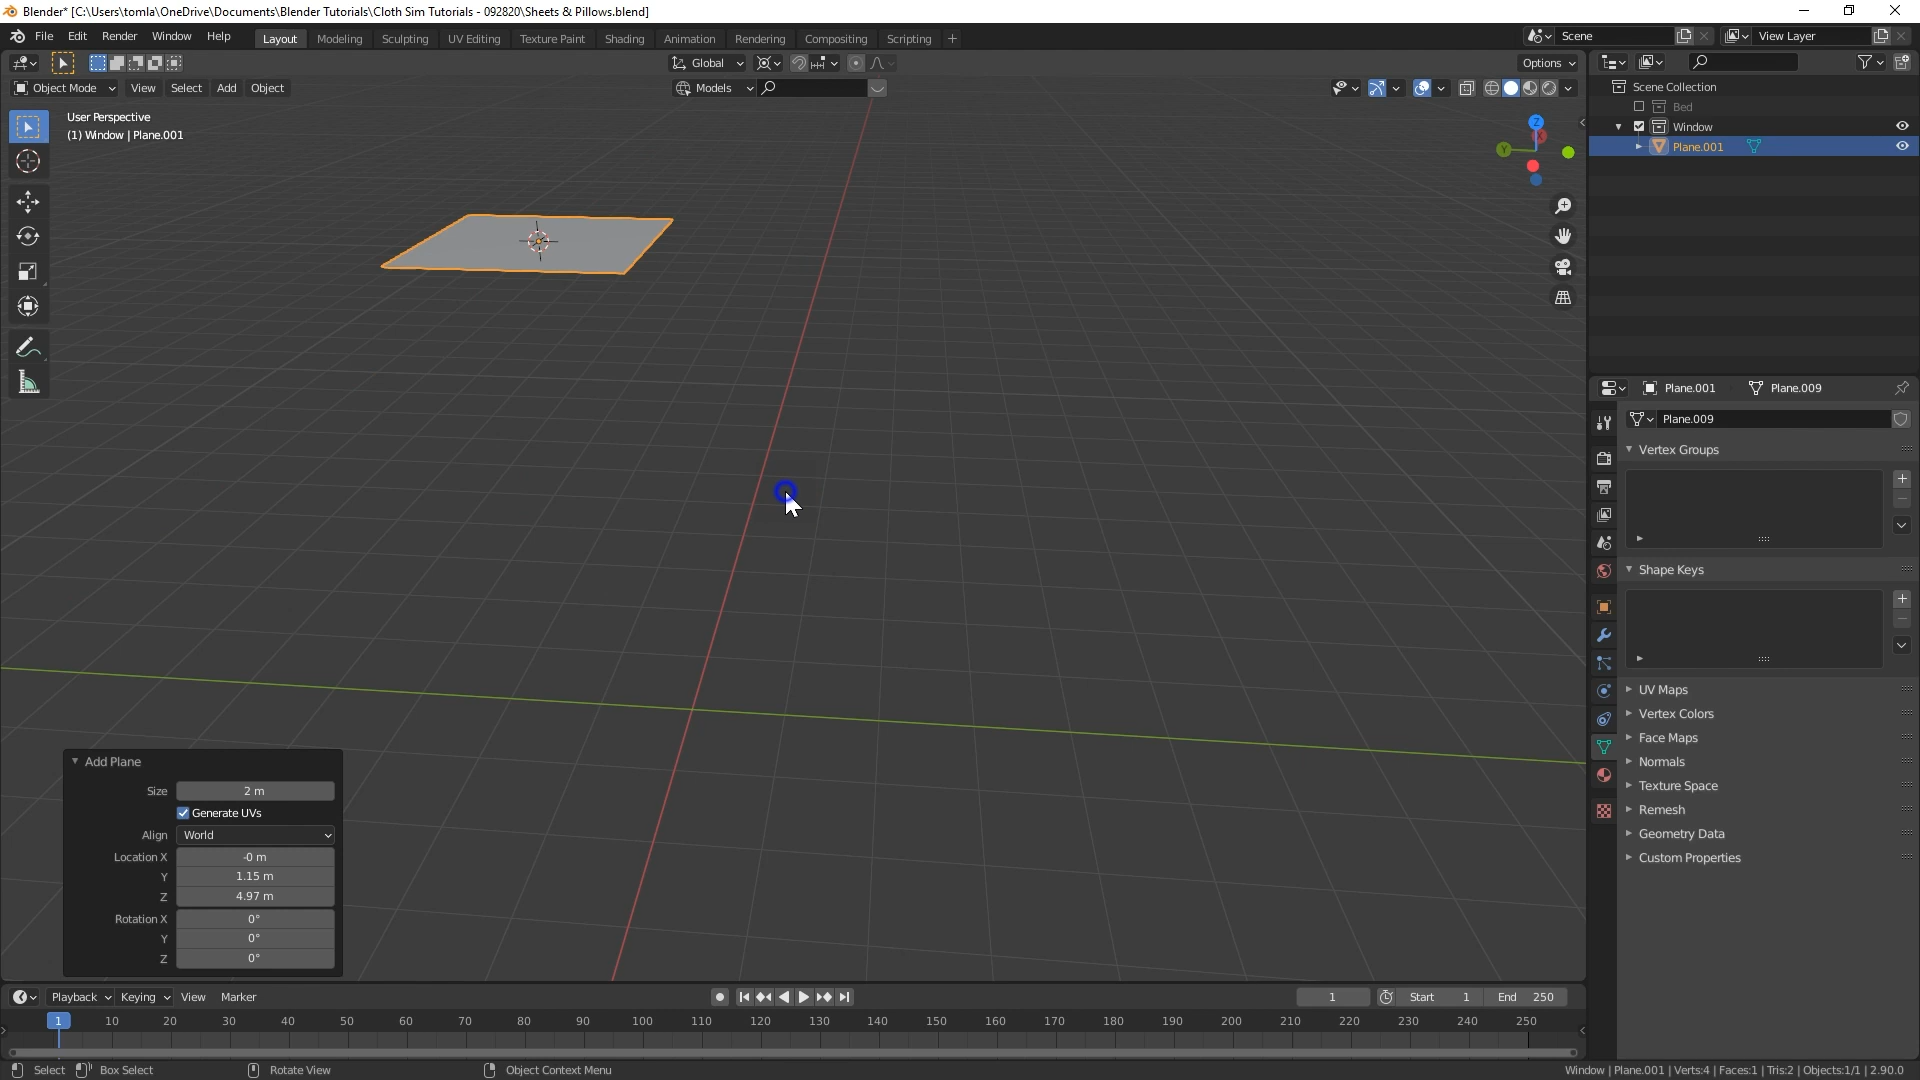 Blender* [C:\Users\tomla\OneDrive\Documents\Blender Tutorials\Cloth Sim Tutorials - 092820\Sheets & Pillows.blend]
File Edit Render Window Help Layout Modeling Sculpting UV Editing Texture Paint Shading Animation Rendering Compositing Scripting + Scene View Layer
Global Options
Object Mode View Select Add Object Models
User Perspective
(1) Window | Plane.001
Z
X
Y
Scene Collection
Bed
Window
Plane.001
Plane.001 Plane.009
Plane.009
Vertex Groups
Shape Keys
UV Maps
Vertex Colors
Face Maps
Normals
Texture Space
Remesh
Geometry Data
Custom Properties
Add Plane
Size 2 m
Generate UVs
Align World
Location X -0 m
Y 1.15 m
Z 4.97 m
Rotation X 0°
Y 0°
Z 0°
Playback Keying View Marker 1 Start 1 End 250
1 10 20 30 40 50 60 70 80 90 100 110 120 130 140 150 160 170 180 190 200 210 220 230 240 250
Select Box Select Rotate View Object Context Menu Window | Plane.001 | Verts:4 | Faces:1 | Tris:2 | Objects:1/1 | 2.90.0